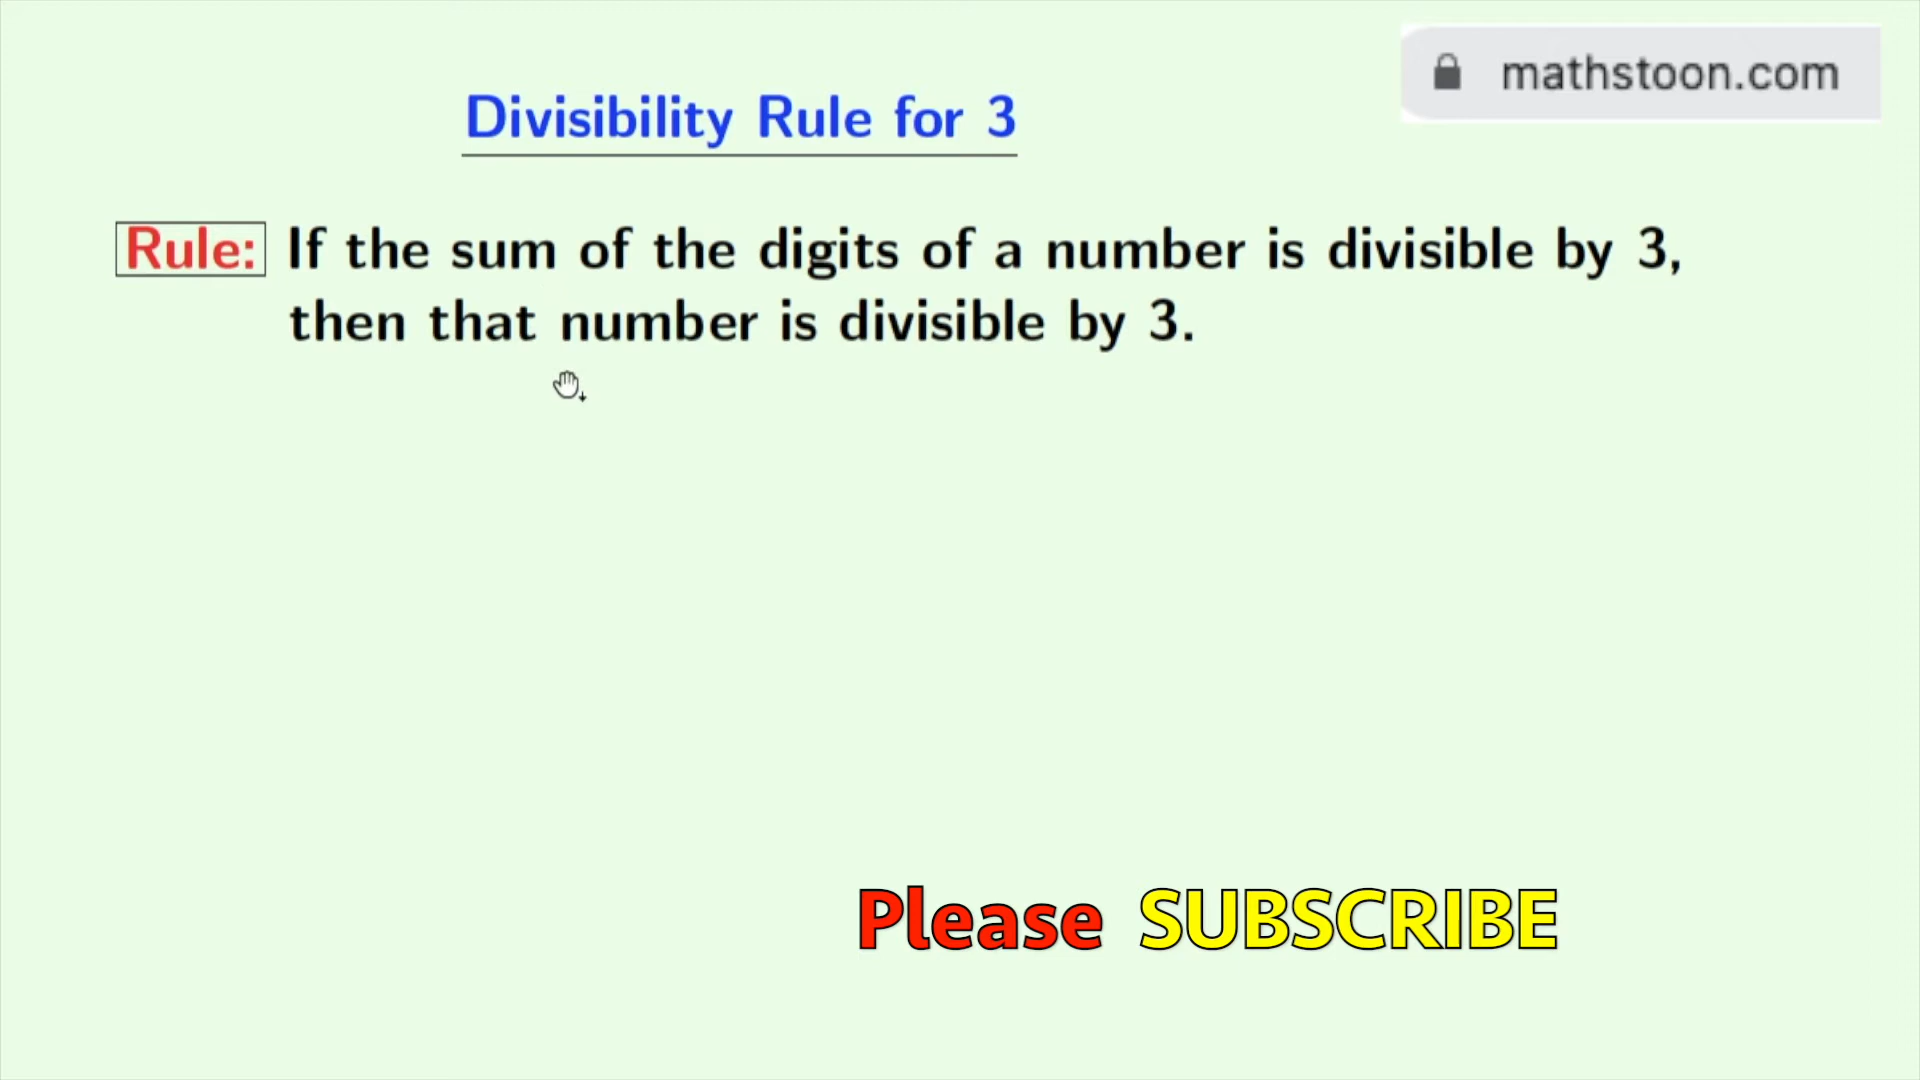 mathstoon.com
Divisibility Rule for 3
Rule: If the sum of the digits of a number is divisible by 3,
then that number is divisible by 3.
Please SUBSCRIBE